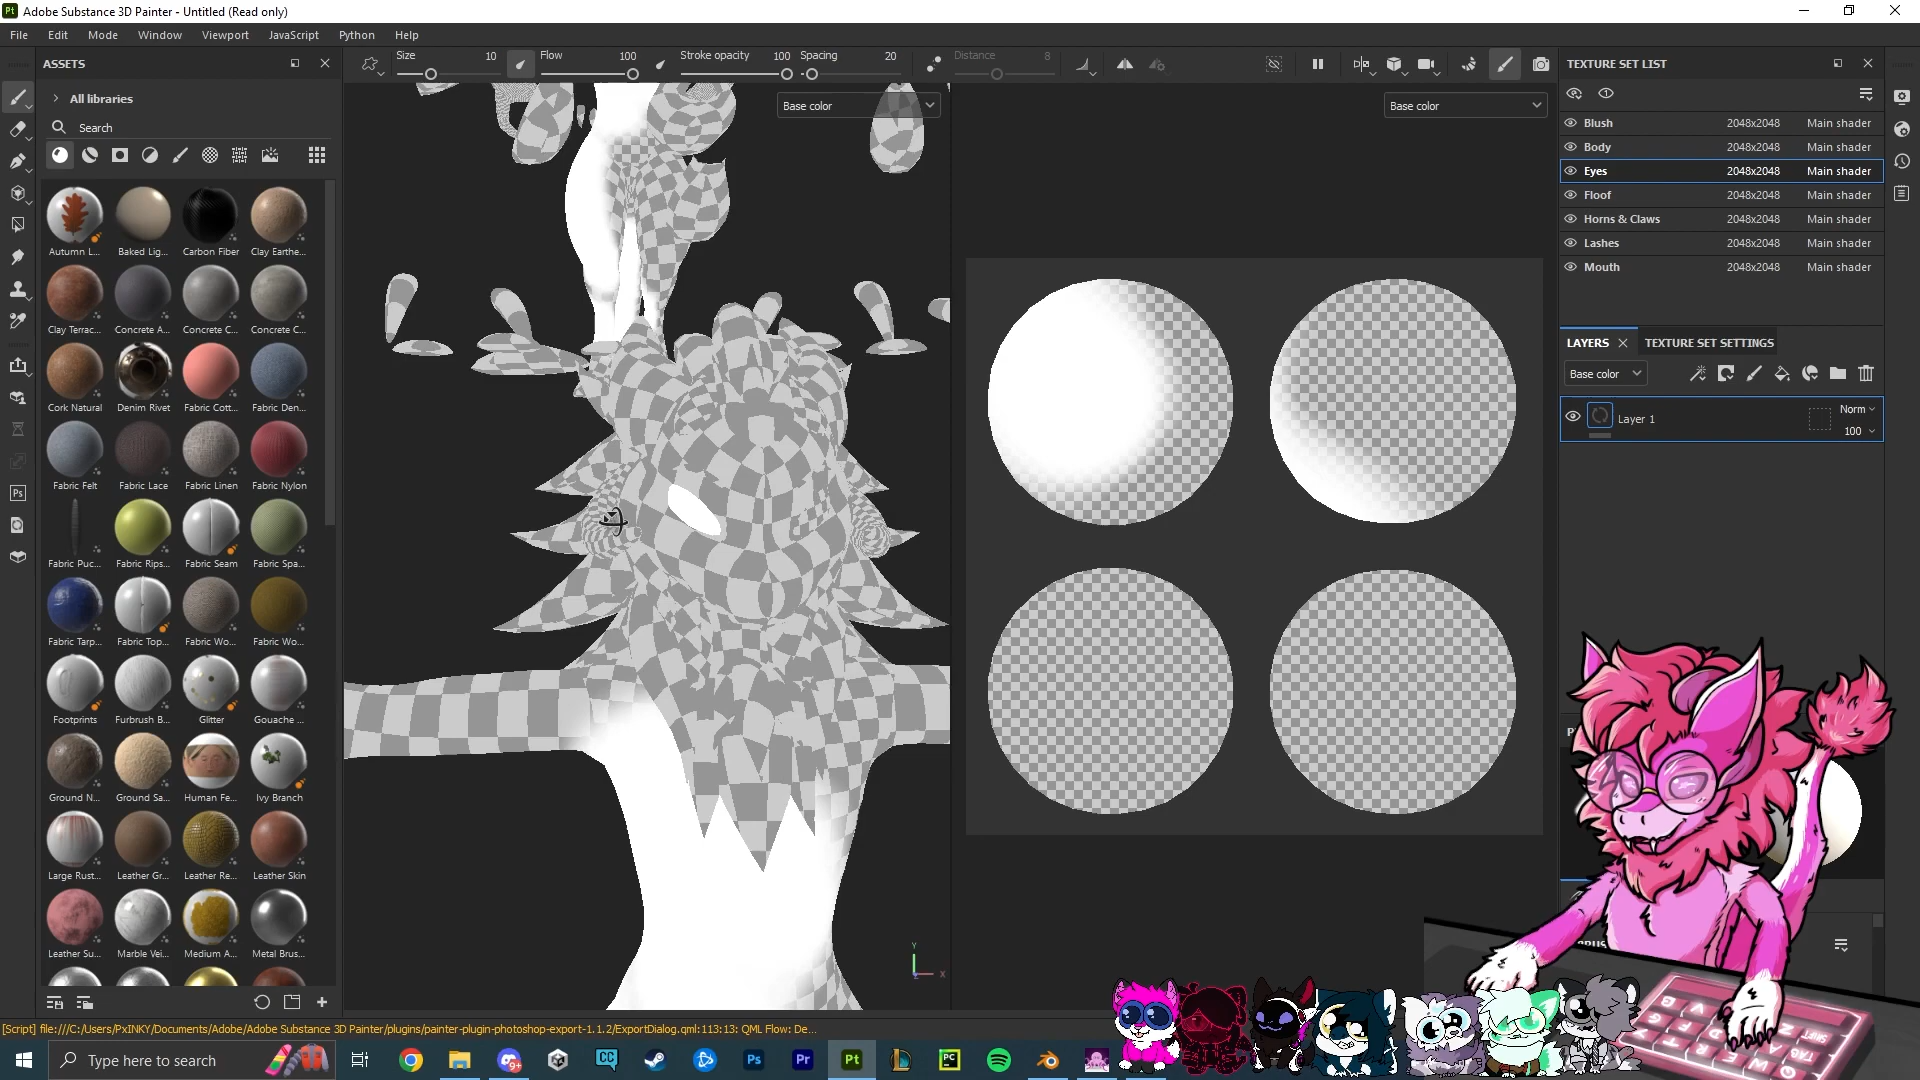 Pt Adobe Substance 3D Painter - Untitled (Read only)
File Edit Mode Window Viewport JavaScript Python Help
ASSETS
All libraries
Search
Autumn L... Baked Lig... Carbon Fiber Clay Earthe...
Clay Terrac... Concrete A... Concrete C... Concrete C...
Cork Natural Denim Rivet Fabric Cott... Fabric Den...
Fabric Felt Fabric Lace Fabric Linen Fabric Nylon
Fabric Puc... Fabric Rips... Fabric Seam Fabric Spa...
Fabric Tarp... Fabric Top... Fabric Wo... Fabric Wo...
Footprints Furbrush B... Glitter Gouache ...
Ground N... Ground Sa... Human Fe... Ivy Branch
Large Rust... Leather Gr... Leather Re... Leather Skin
Leather Su... Marble Vei... Medium A... Metal Brus...
Size 10 Flow 100 Stroke opacity 100 Spacing 20 Distance 8
Base color
Base color
Y
X
TEXTURE SET LIST
Blush 2048x2048 Main shader
Body 2048x2048 Main shader
Eyes 2048x2048 Main shader
Floof 2048x2048 Main shader
Horns & Claws 2048x2048 Main shader
Lashes 2048x2048 Main shader
Mouth 2048x2048 Main shader
LAYERS TEXTURE SET SETTINGS
Base color
Layer 1 Norm
100
Ps
[Script] file:///C:/Users/PxINKY/Documents/Adobe/Adobe Substance 3D Painter/plugins/painter-plugin-photoshop-export-1.1.2/ExportDialog.qml:113:13: QML Flow: De...
Type here to search
9+ CC Ps Pr Pt PC